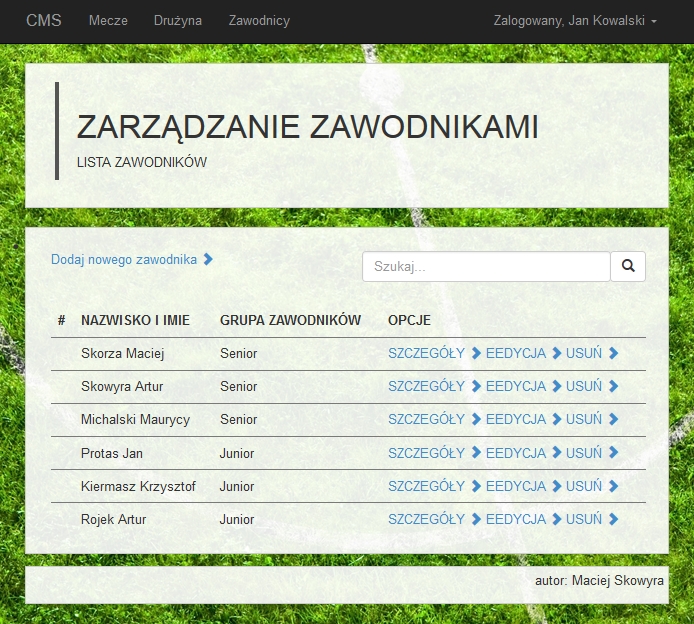 CMS Mecze Drużyna Zawodnicy Zalogowany, Jan Kowalski
ZARZĄDZANIE ZAWODNIKAMI
LISTA ZAWODNIKÓW
Dodaj nowego zawodnika Szukaj...
# NAZWISKO I IMIE GRUPA ZAWODNIKÓW OPCJE
Skorza Maciej Senior SZCZEGÓŁY EEDYCJA USUŃ
Skowyra Artur Senior SZCZEGÓŁY EEDYCJA USUŃ
Michalski Maurycy Senior SZCZEGÓŁY EEDYCJA USUŃ
Protas Jan Junior SZCZEGÓŁY EEDYCJA USUŃ
Kiermasz Krzysztof Junior SZCZEGÓŁY EEDYCJA USUŃ
Rojek Artur Junior SZCZEGÓŁY EEDYCJA USUŃ
autor: Maciej Skowyra